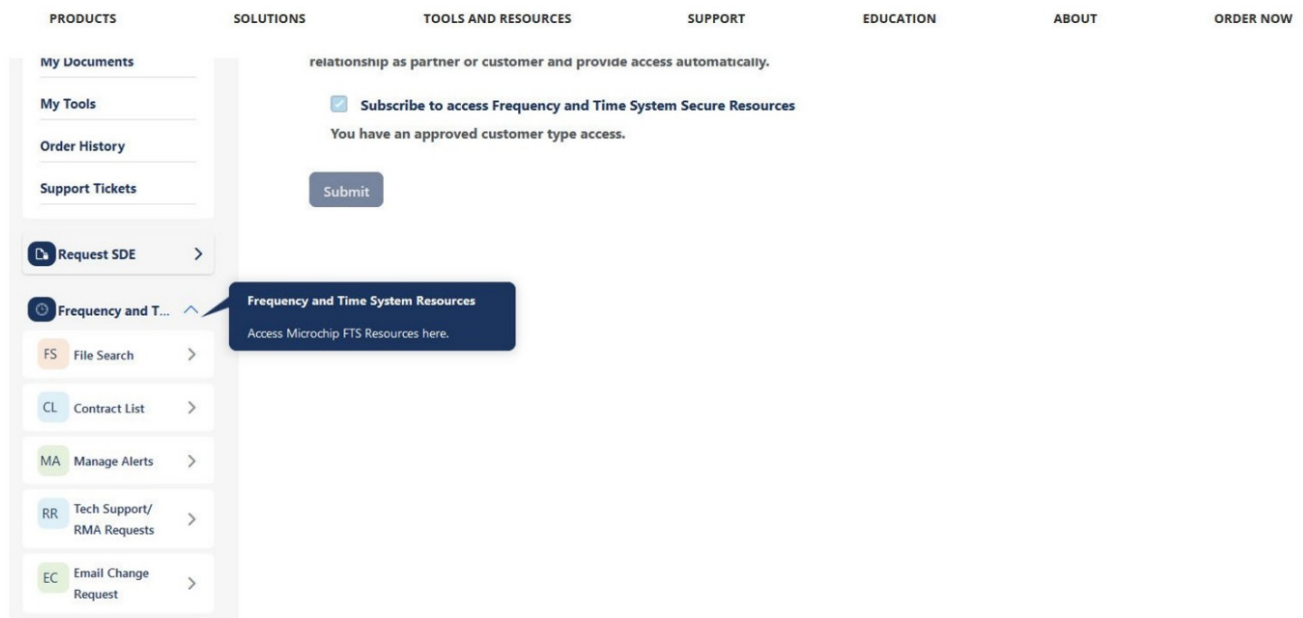 PRODUCTS SOLUTIONS TOOLS AND RESOURCES SUPPORT EDUCATION ABOUT ORDER NOW
My Documents
My Tools
Order History
Support Tickets
Request SDE
Frequency and T...
FS File Search
CL Contract List
MA Manage Alerts
RR Tech Support/
RMA Requests
EC Email Change
Request
relationship as partner or customer and provide access automatically.
Subscribe to access Frequency and Time System Secure Resources
You have an approved customer type access.
Submit
Frequency and Time System Resources
Access Microchip FTS Resources here.